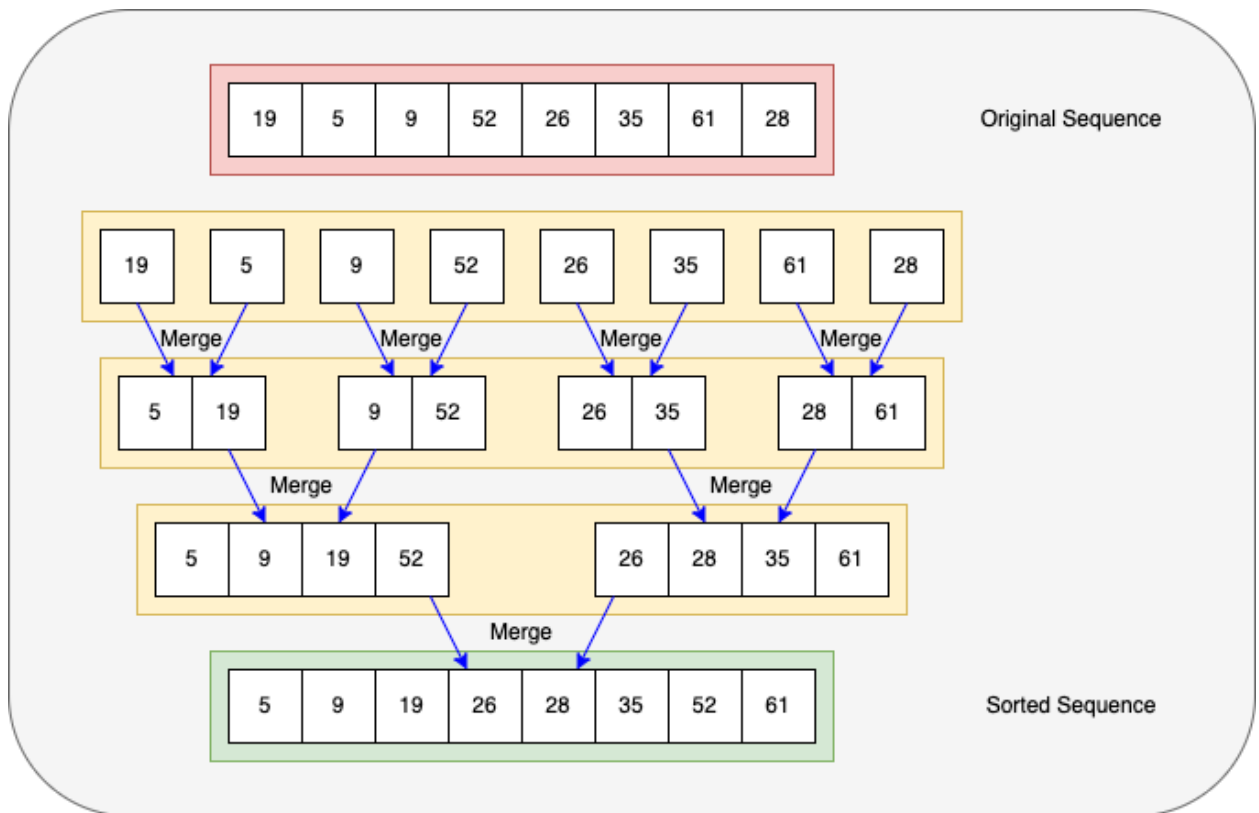 19 5 9 52 26 35 61 28 Original Sequence
19 5 9 52 26 35 61 28
Merge Merge Merge Merge
5 19 9 52 26 35 28 61
Merge Merge
5 9 19 52 26 28 35 61
Merge
5 9 19 26 28 35 52 61 Sorted Sequence